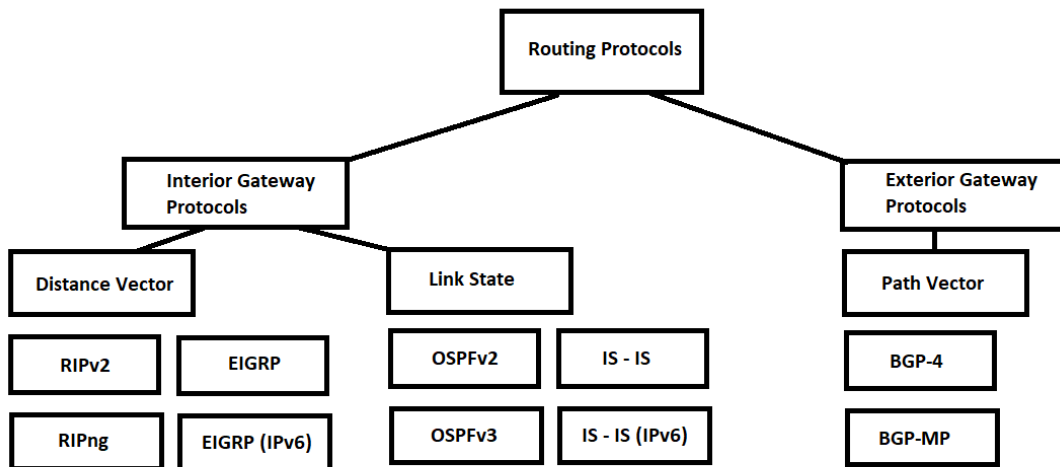 Routing Protocols
Interior Gateway
Protocols
Exterior Gateway
Protocols
Distance Vector
Link State
Path Vector
RIPv2
EIGRP
OSPFv2
IS - IS
BGP-4
RIPng
EIGRP (IPv6)
OSPFv3
IS - IS (IPv6)
BGP-MP